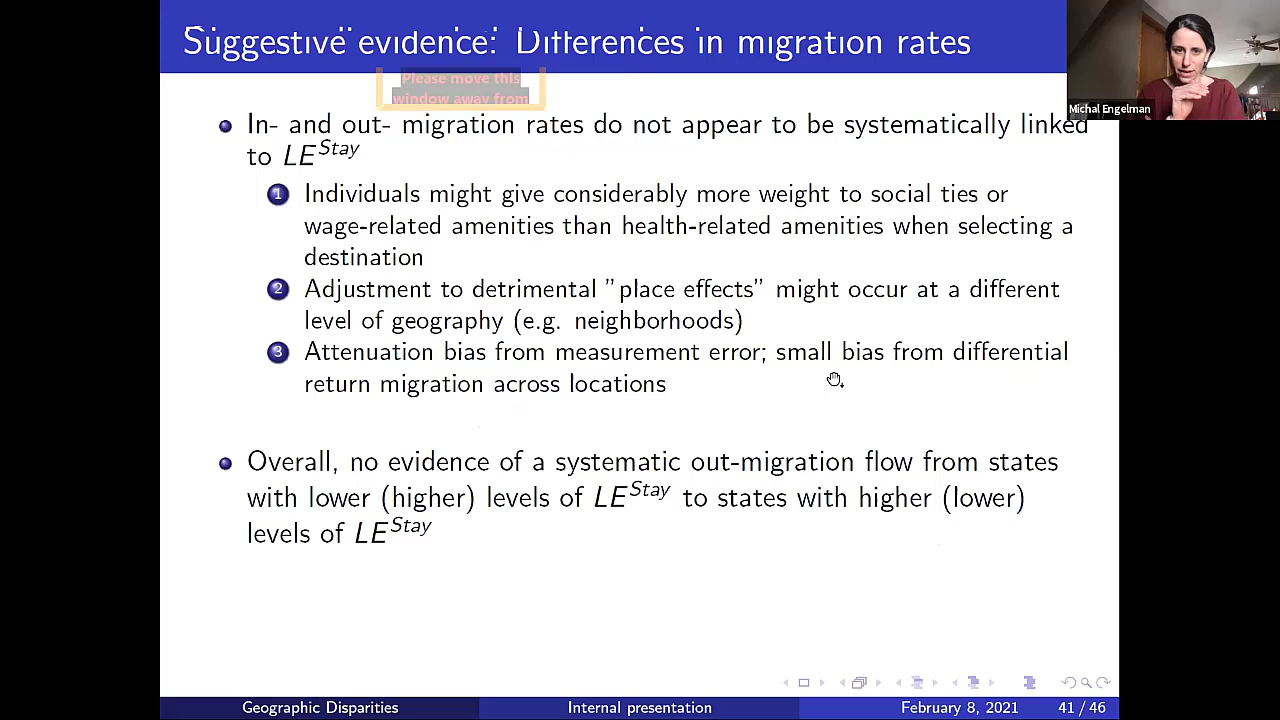 Suggestive evidence: Differences in migration rates
Please move this
window away from
Michal Engelman
In- and out- migration rates do not appear to be systematically linked
to LE^Stay
1 Individuals might give considerably more weight to social ties or
wage-related amenities than health-related amenities when selecting a
destination
2 Adjustment to detrimental "place effects" might occur at a different
level of geography (e.g. neighborhoods)
3 Attenuation bias from measurement error; small bias from differential
return migration across locations
Overall, no evidence of a systematic out-migration flow from states
with lower (higher) levels of LE^Stay to states with higher (lower)
levels of LE^Stay
Geographic Disparities Internal presentation February 8, 2021 41 / 46